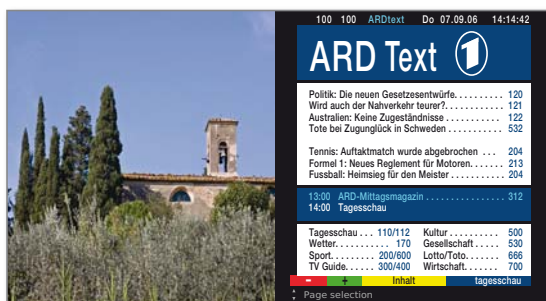 100 100 ARDtext Do 07.09.06 14:14:42
ARD Text 1
Politik: Die neuen Gesetzesentwürfe.......... 120
Wird auch der Nahverkehr teurer?............ 121
Australien: Keine Zugeständnisse ............ 122
Tote bei Zugunglück in Schweden ........... 532
Tennis: Auftaktmatch wurde abgebrochen ... 204
Formel 1: Neues Reglement für Motoren....... 213
Fussball: Heimsieg für den Meister ........... 204
13:00 ARD-Mittagsmagazin .................. 312
14:00 Tagesschau
Tagesschau ... 110/112 Kultur .......... 500
Wetter........... 170 Gesellschaft ..... 530
Sport......... 200/600 Lotto/Toto....... 666
TV Guide...... 300/400 Wirtschaft....... 700
- + Inhalt tagesschau
Page selection